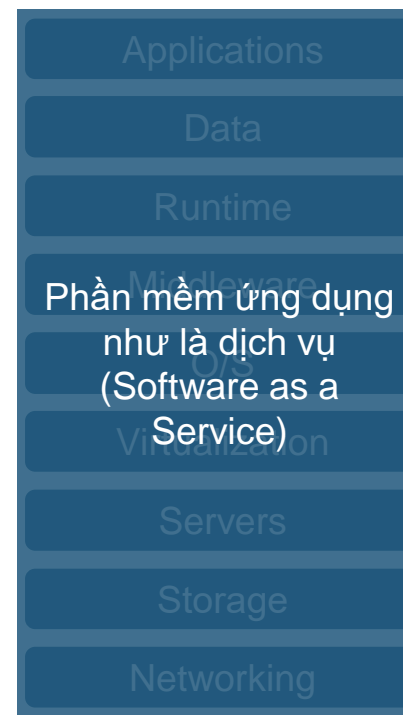 Applications
Data
Runtime
Middleware
Phần mềm ứng dụng
như là dịch vụ
O/S
(Software as a
Service)
Virtualization
Servers
Storage
Networking